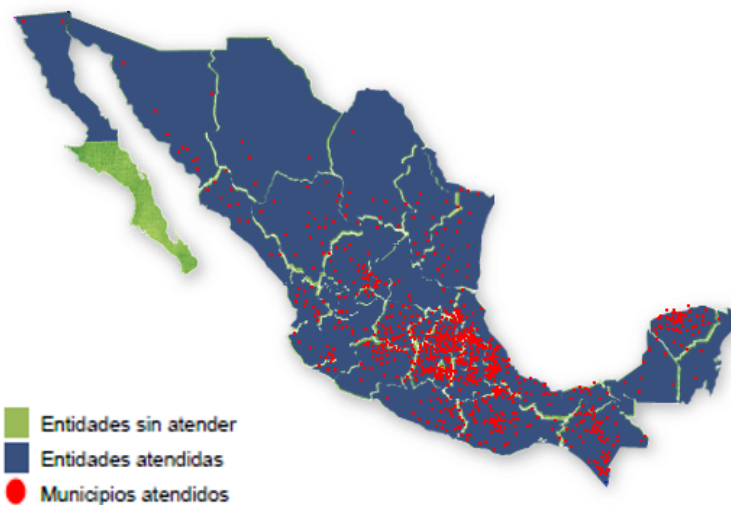 Entidades sin atender
Entidades atendidas
Municipios atendidos